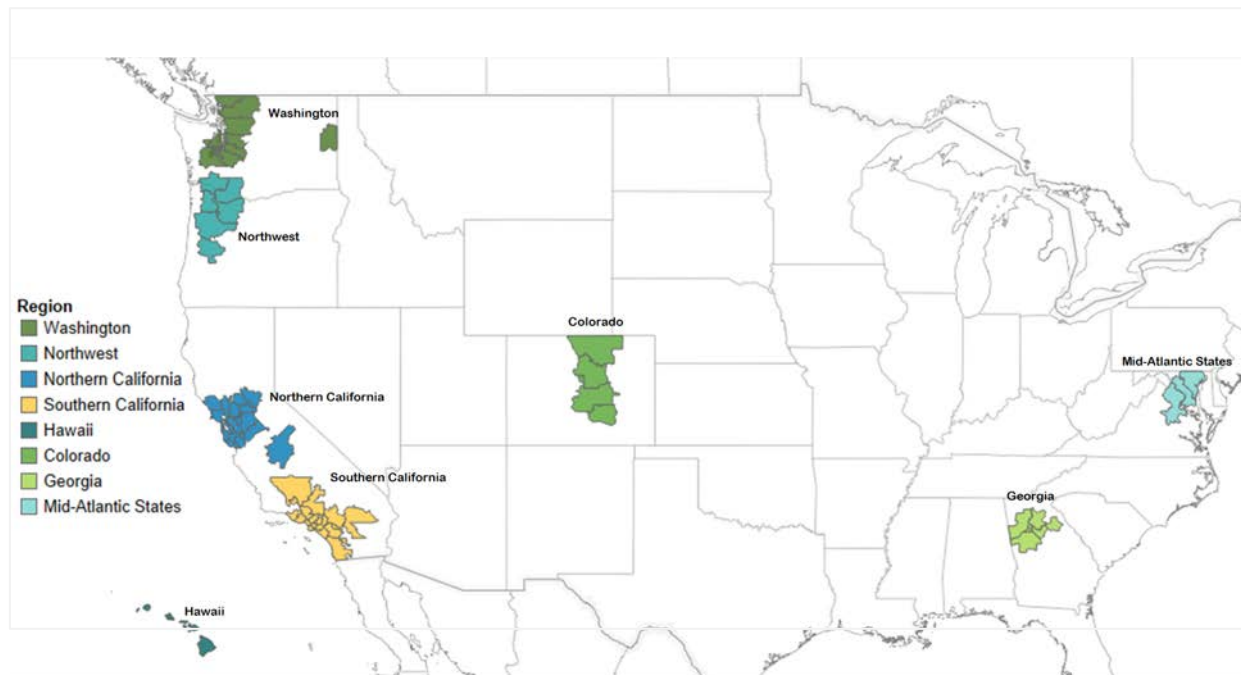 Washington
Northwest
Region
Washington
Northwest
Northern California
Southern California
Hawaii
Colorado
Georgia
Mid-Atlantic States
Colorado
Mid-Atlantic States
Northern California
Southern California
Georgia
Hawaii